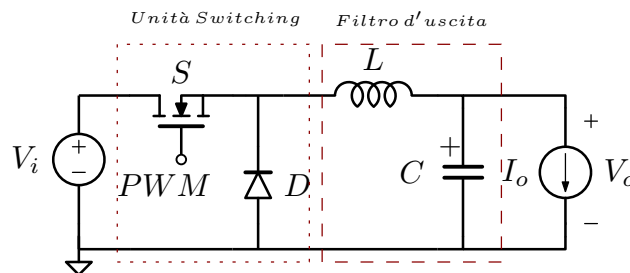 Unità Switching
Filtro d'uscita
S
L
V_i
+
−
PWM
D
C
+
I_o
+
V_o
−